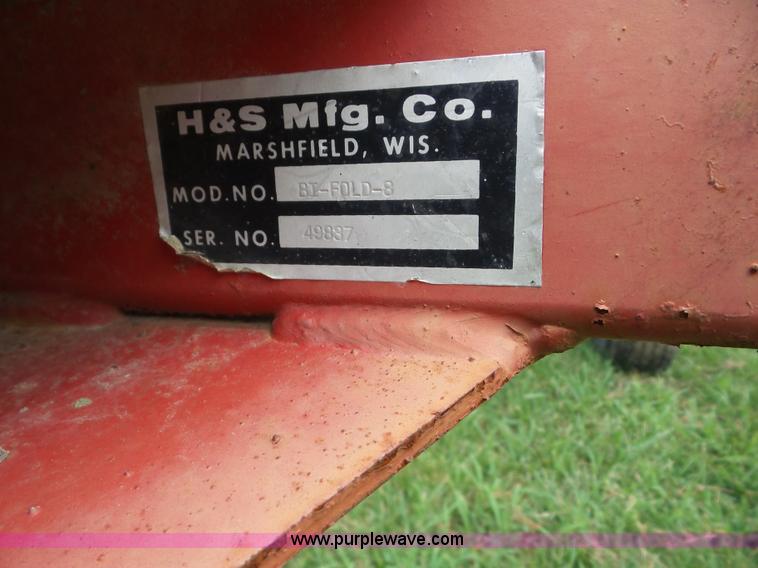 H&S Mfg. Co.
MARSHFIELD, WIS.
MOD. NO. BI-FOLD-8
SER. NO. 49837
www.purplewave.com